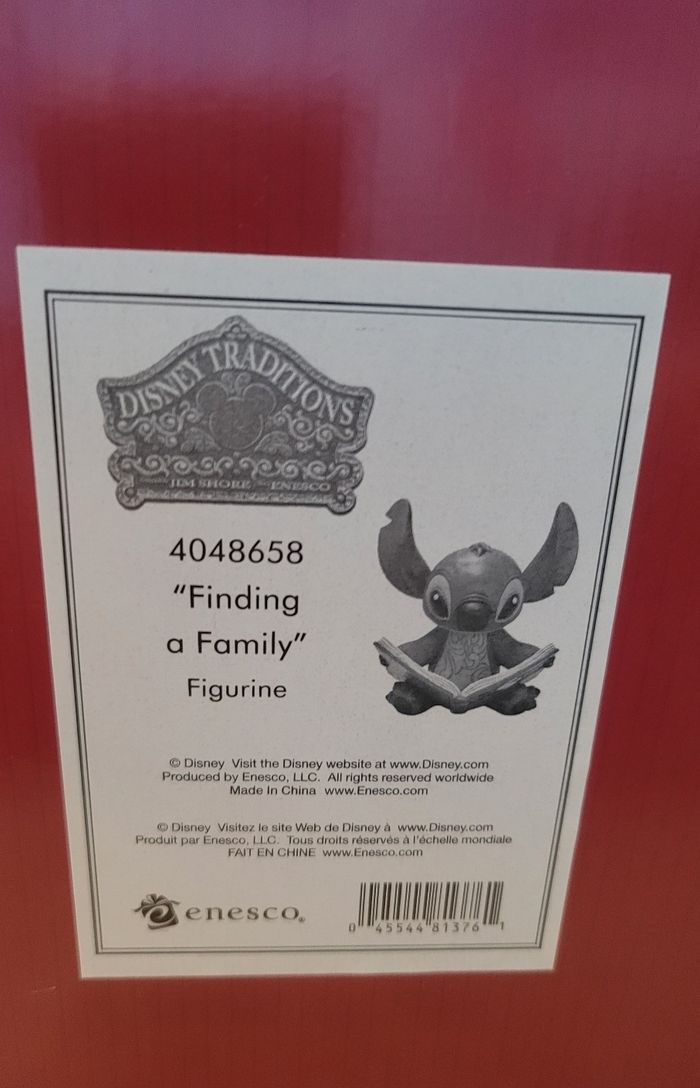 DISNEY TRADITIONS
JIM SHORE ENESCO
4048658
“Finding
a Family”
Figurine
© Disney Visit the Disney website at www.Disney.com
Produced by Enesco, LLC. All rights reserved worldwide
Made In China www.Enesco.com
© Disney Visitez le site Web de Disney à www.Disney.com
Produit par Enesco, LLC. Tous droits réservés à l'échelle mondiale
FAIT EN CHINE www.Enesco.com
enesco®
0 45544 81376 1